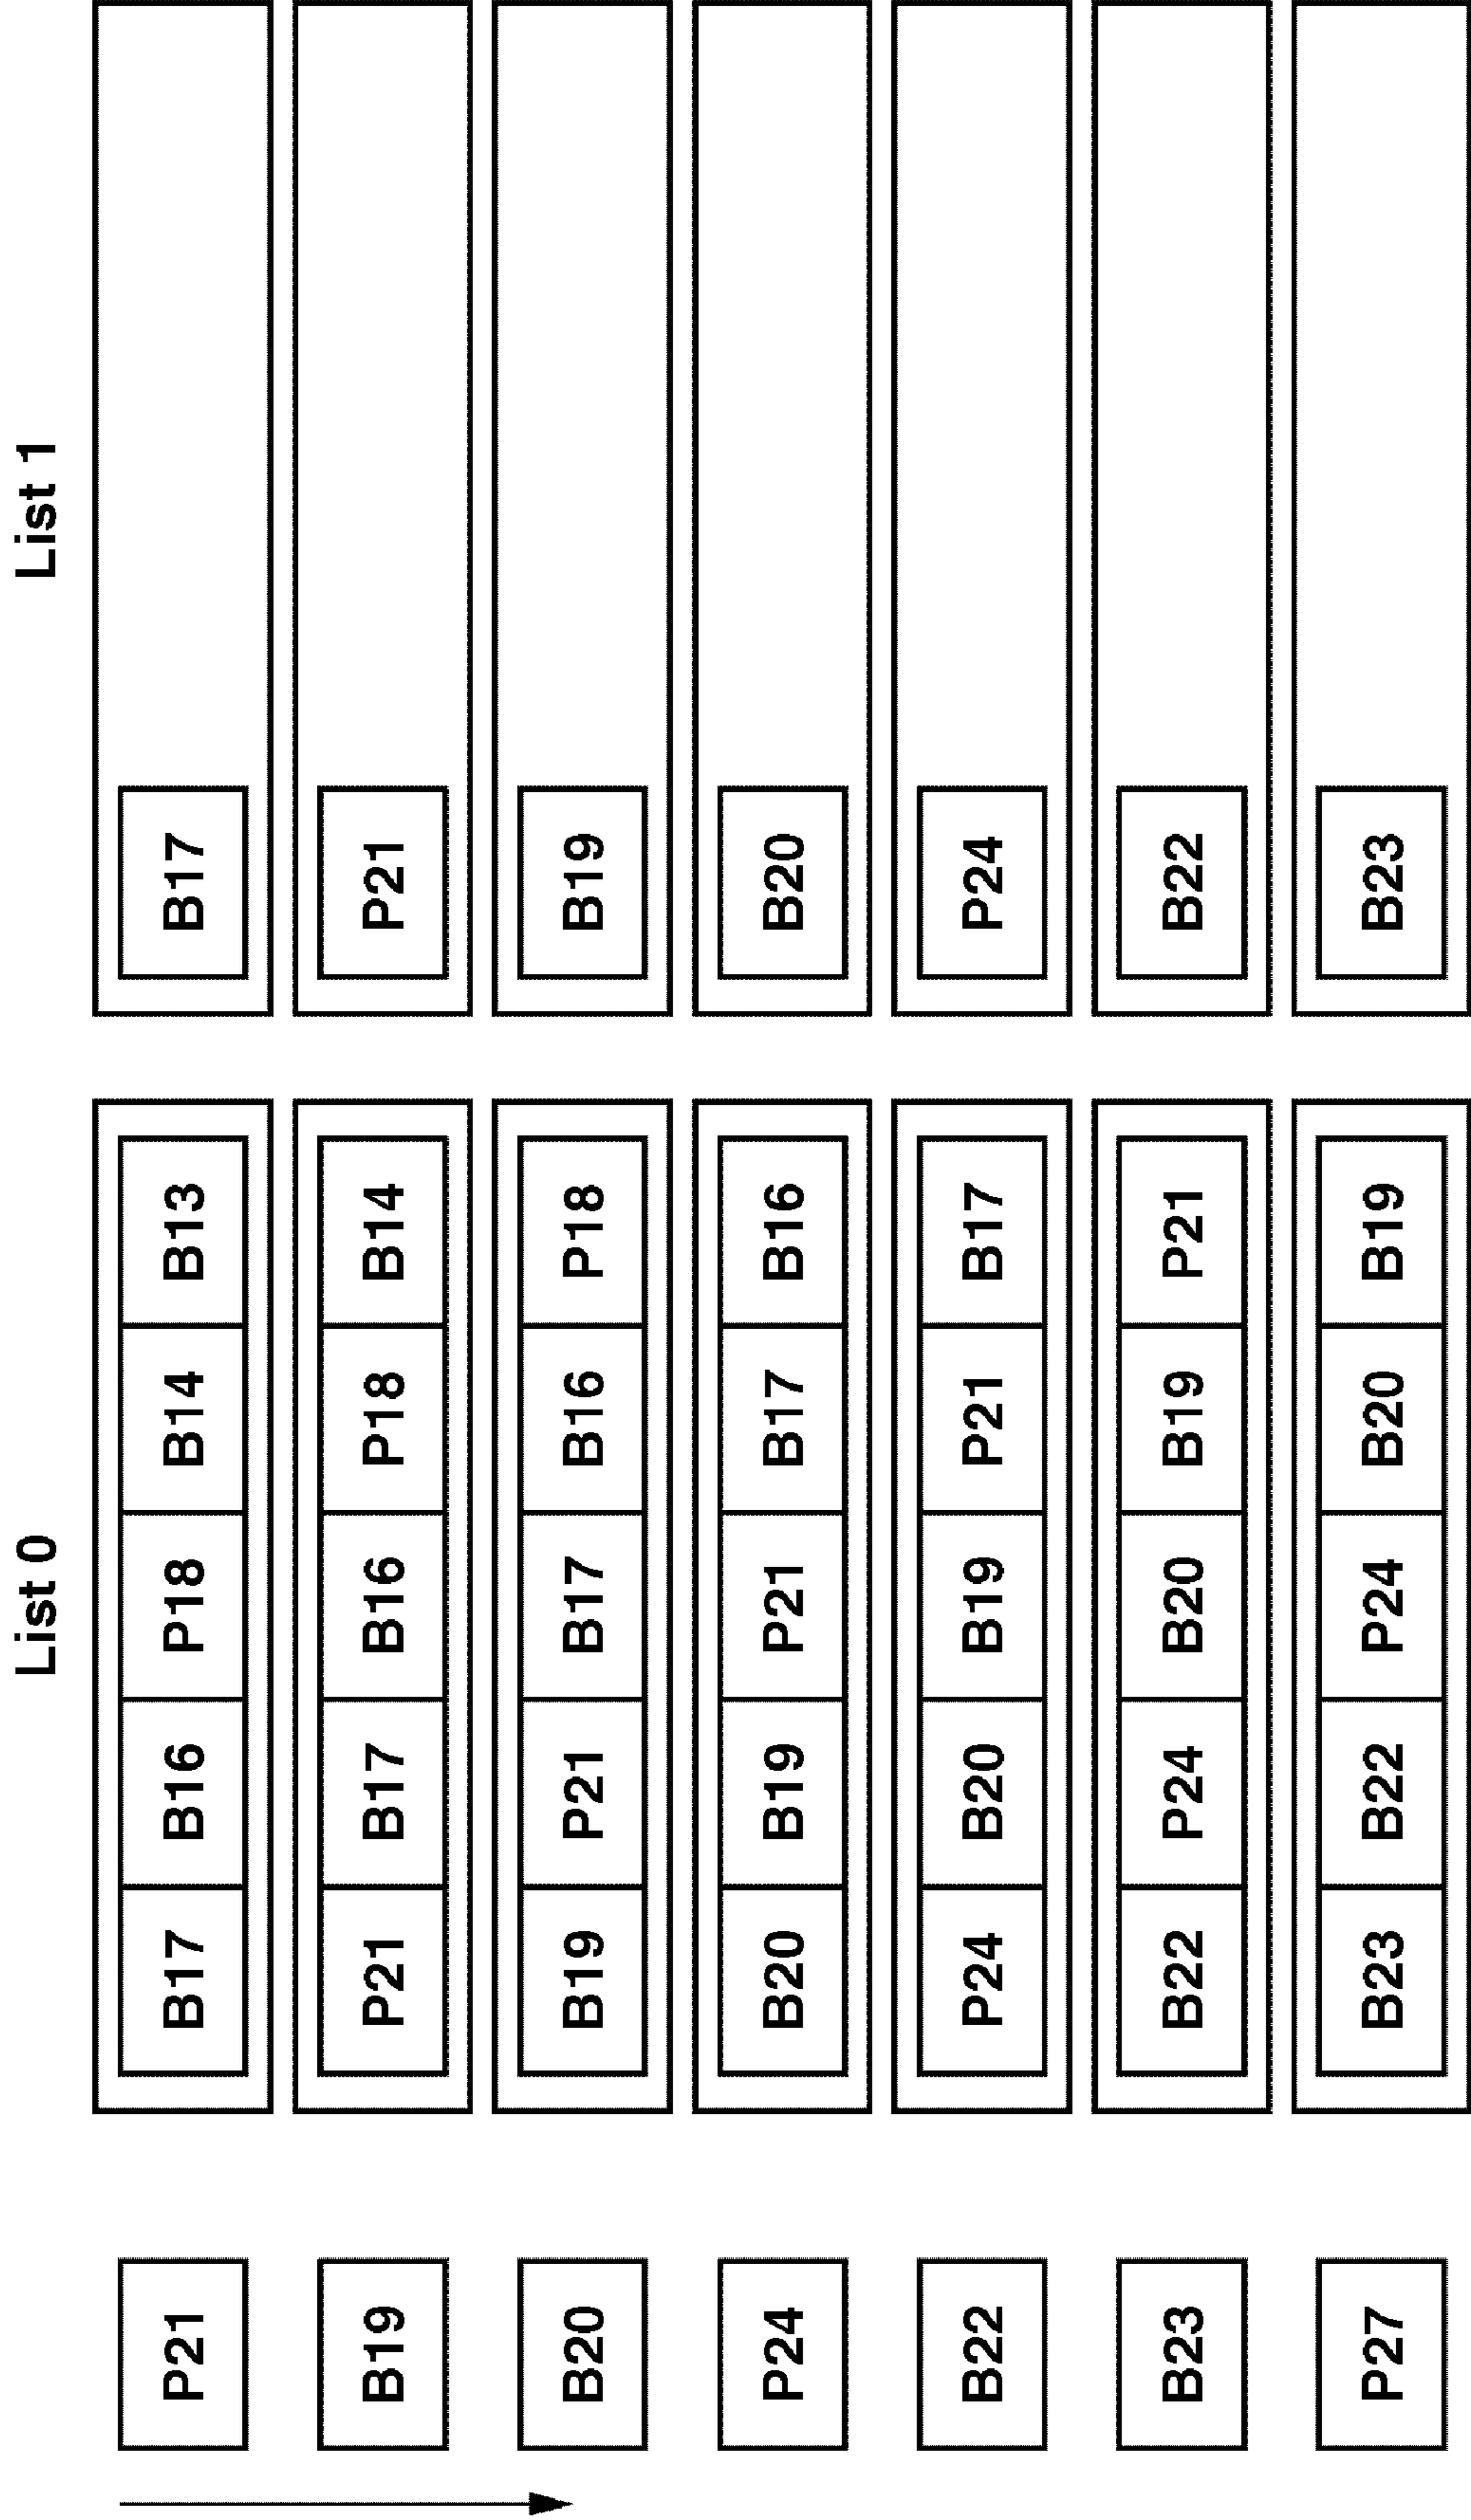 List 0 List 1
P21 B17 B16 P18 B14 B13 B17
B19 P21 B17 B16 P18 B14 P21
B20 B19 P21 B17 B16 P18 B19
P24 B20 B19 P21 B17 B16 B20
B22 P24 B20 B19 P21 B17 P24
B23 B22 P24 B20 B19 P21 B22
P27 B23 B22 P24 B20 B19 B23